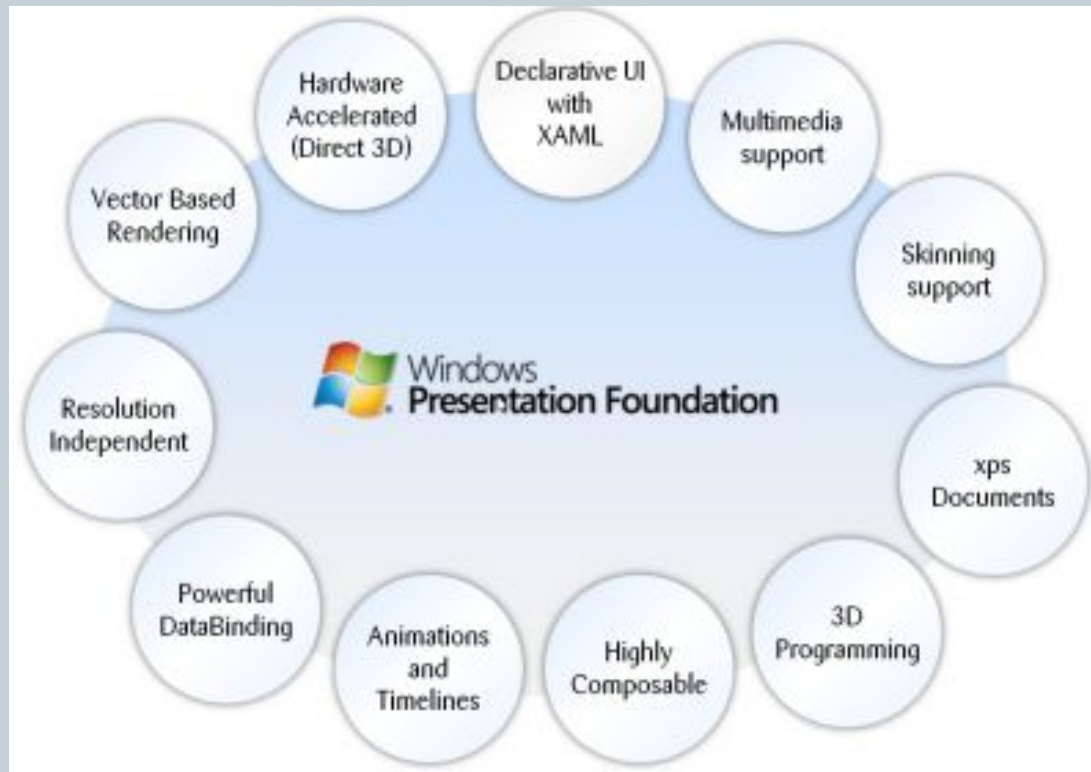 Hardware
Accelerated
(Direct 3D)
Declarative UI
with
XAML
Multimedia
support
Skinning
support
xps
Documents
3D
Programming
Highly
Composable
Animations
and
Timelines
Powerful
DataBinding
Resolution
Independent
Vector Based
Rendering
Windows
Presentation Foundation